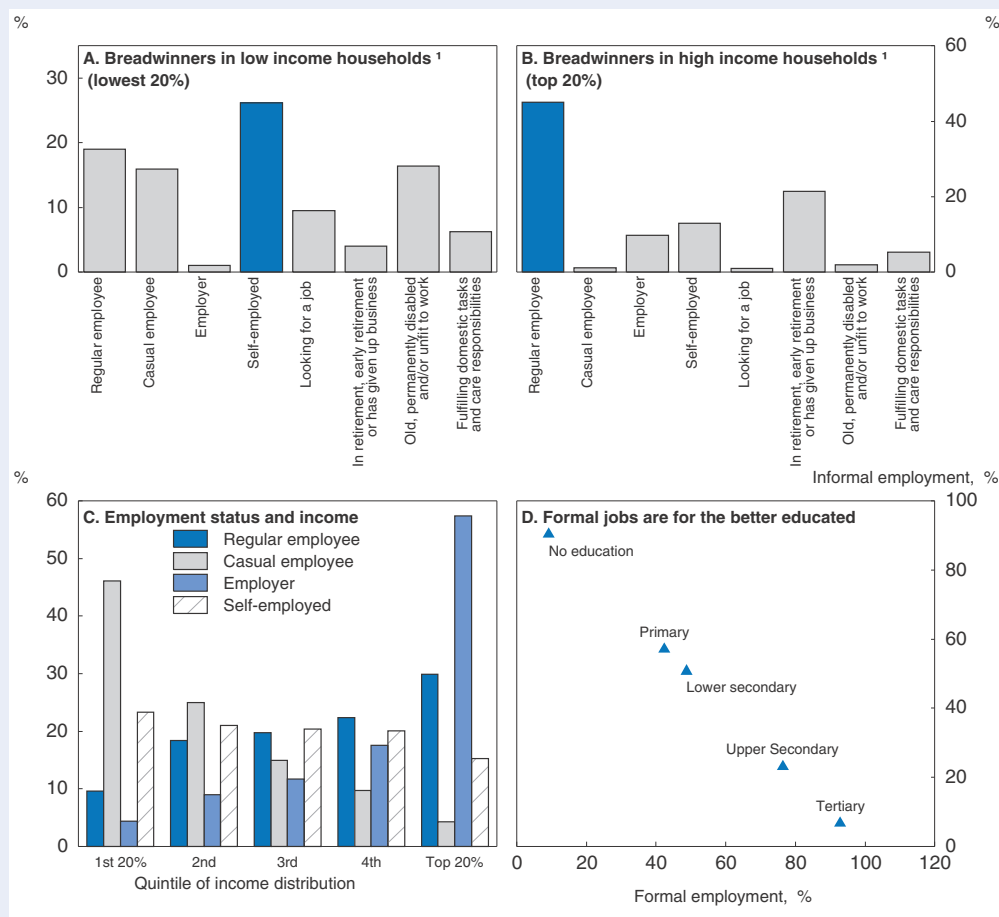 %
%
A. Breadwinners in low income households ¹
(lowest 20%)
30
20
10
0
Regular employee
Casual employee
Employer
Self-employed
Looking for a job
In retirement, early retirement
or has given up business
Old, permanently disabled
and/or unfit to work
Fulfilling domestic tasks
and care responsibilities
B. Breadwinners in high income households ¹
(top 20%)
60
40
20
0
Regular employee
Casual employee
Employer
Self-employed
Looking for a job
In retirement, early retirement
or has given up business
Old, permanently disabled
and/or unfit to work
Fulfilling domestic tasks
and care responsibilities
%
C. Employment status and income
Regular employee
Casual employee
Employer
Self-employed
60
50
40
30
20
10
0
1st 20%
2nd
3rd
4th
Top 20%
Quintile of income distribution
Informal employment, %
D. Formal jobs are for the better educated
No education
Primary
Lower secondary
Upper Secondary
Tertiary
100
80
60
40
20
0
0
20
40
60
80
100
120
Formal employment, %